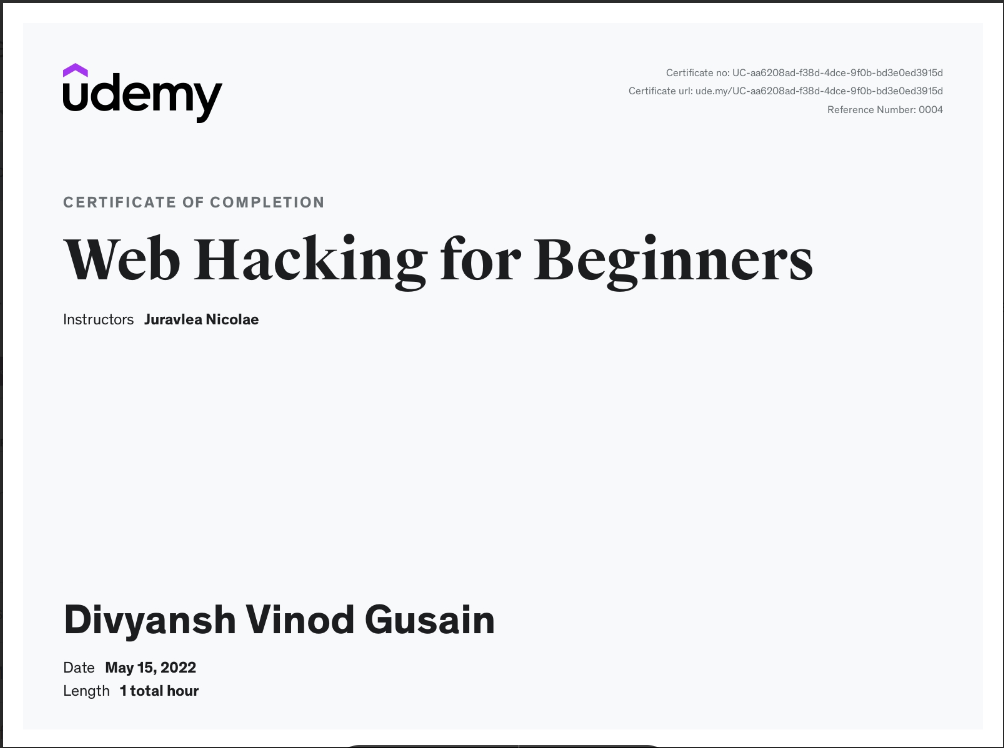 udemy
Certificate no: UC-aa6208ad-f38d-4dce-9f0b-bd3e0ed3915d
Certificate url: ude.my/UC-aa6208ad-f38d-4dce-9f0b-bd3e0ed3915d
Reference Number: 0004
CERTIFICATE OF COMPLETION
Web Hacking for Beginners
Instructors Juravlea Nicolae
Divyansh Vinod Gusain
Date May 15, 2022
Length 1 total hour